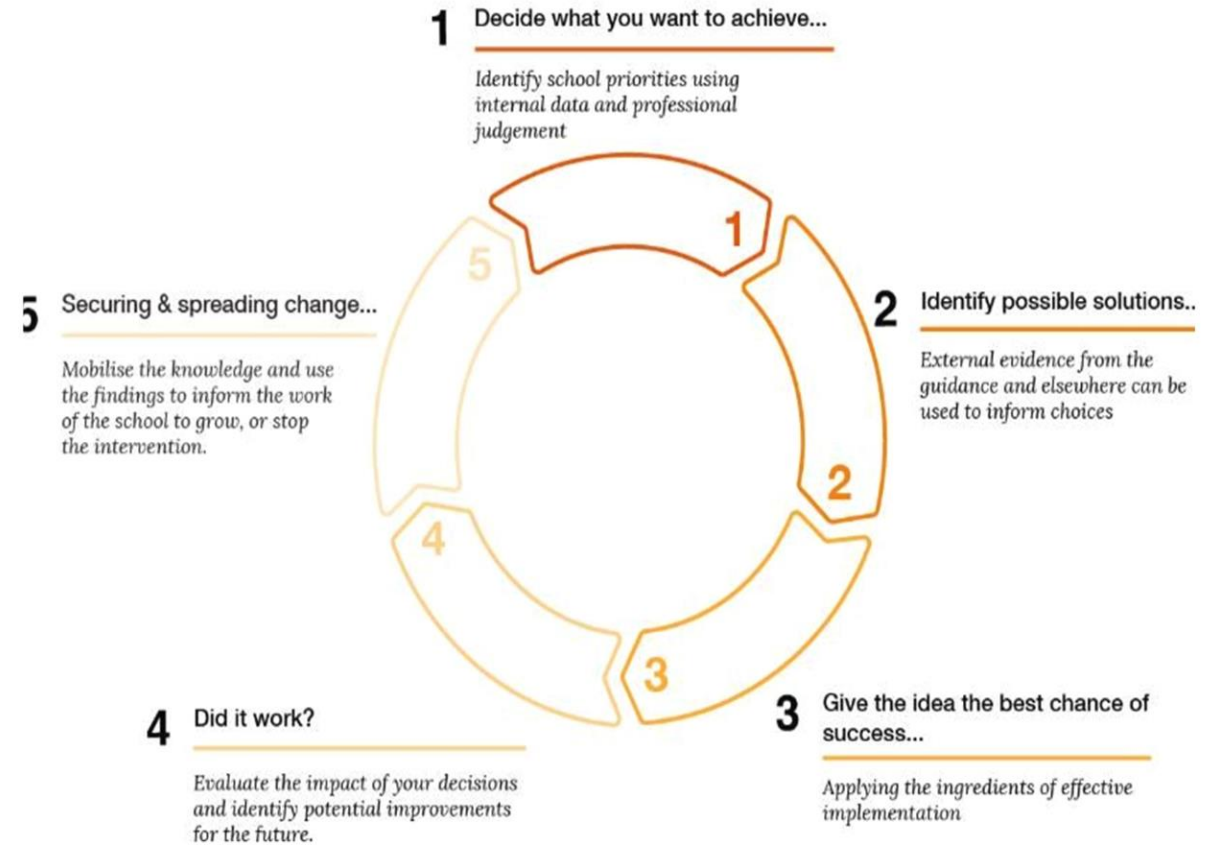 1 Decide what you want to achieve...
Identify school priorities using
internal data and professional
judgement
1
2 Identify possible solutions..
External evidence from the
guidance and elsewhere can be
used to inform choices
2
3 Give the idea the best chance of
success...
Applying the ingredients of effective
implementation
3
4 Did it work?
Evaluate the impact of your decisions
and identify potential improvements
for the future.
4
5 Securing & spreading change...
Mobilise the knowledge and use
the findings to inform the work
of the school to grow, or stop
the intervention.
5